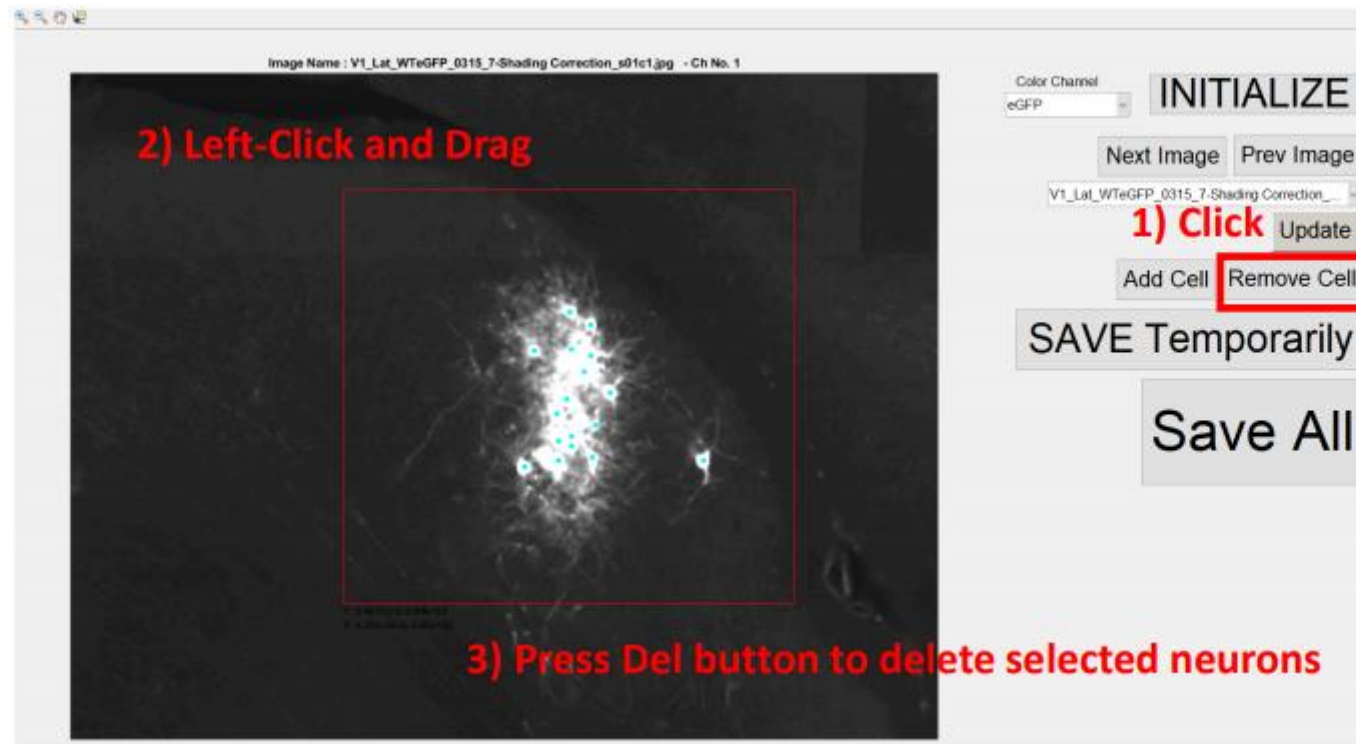 Image Name : V1_Lat_WTeGFP_0315_7-Shading Correction_s01c1.jpg - Ch No. 1
Color Channel
eGFP
INITIALIZE
2) Left-Click and Drag
Next Image Prev Image
V1_Lat_WTeGFP_0315_7-Shading Correction_...
1) Click Update
Add Cell Remove Cell
SAVE Temporarily
Save All
3) Press Del button to delete selected neurons